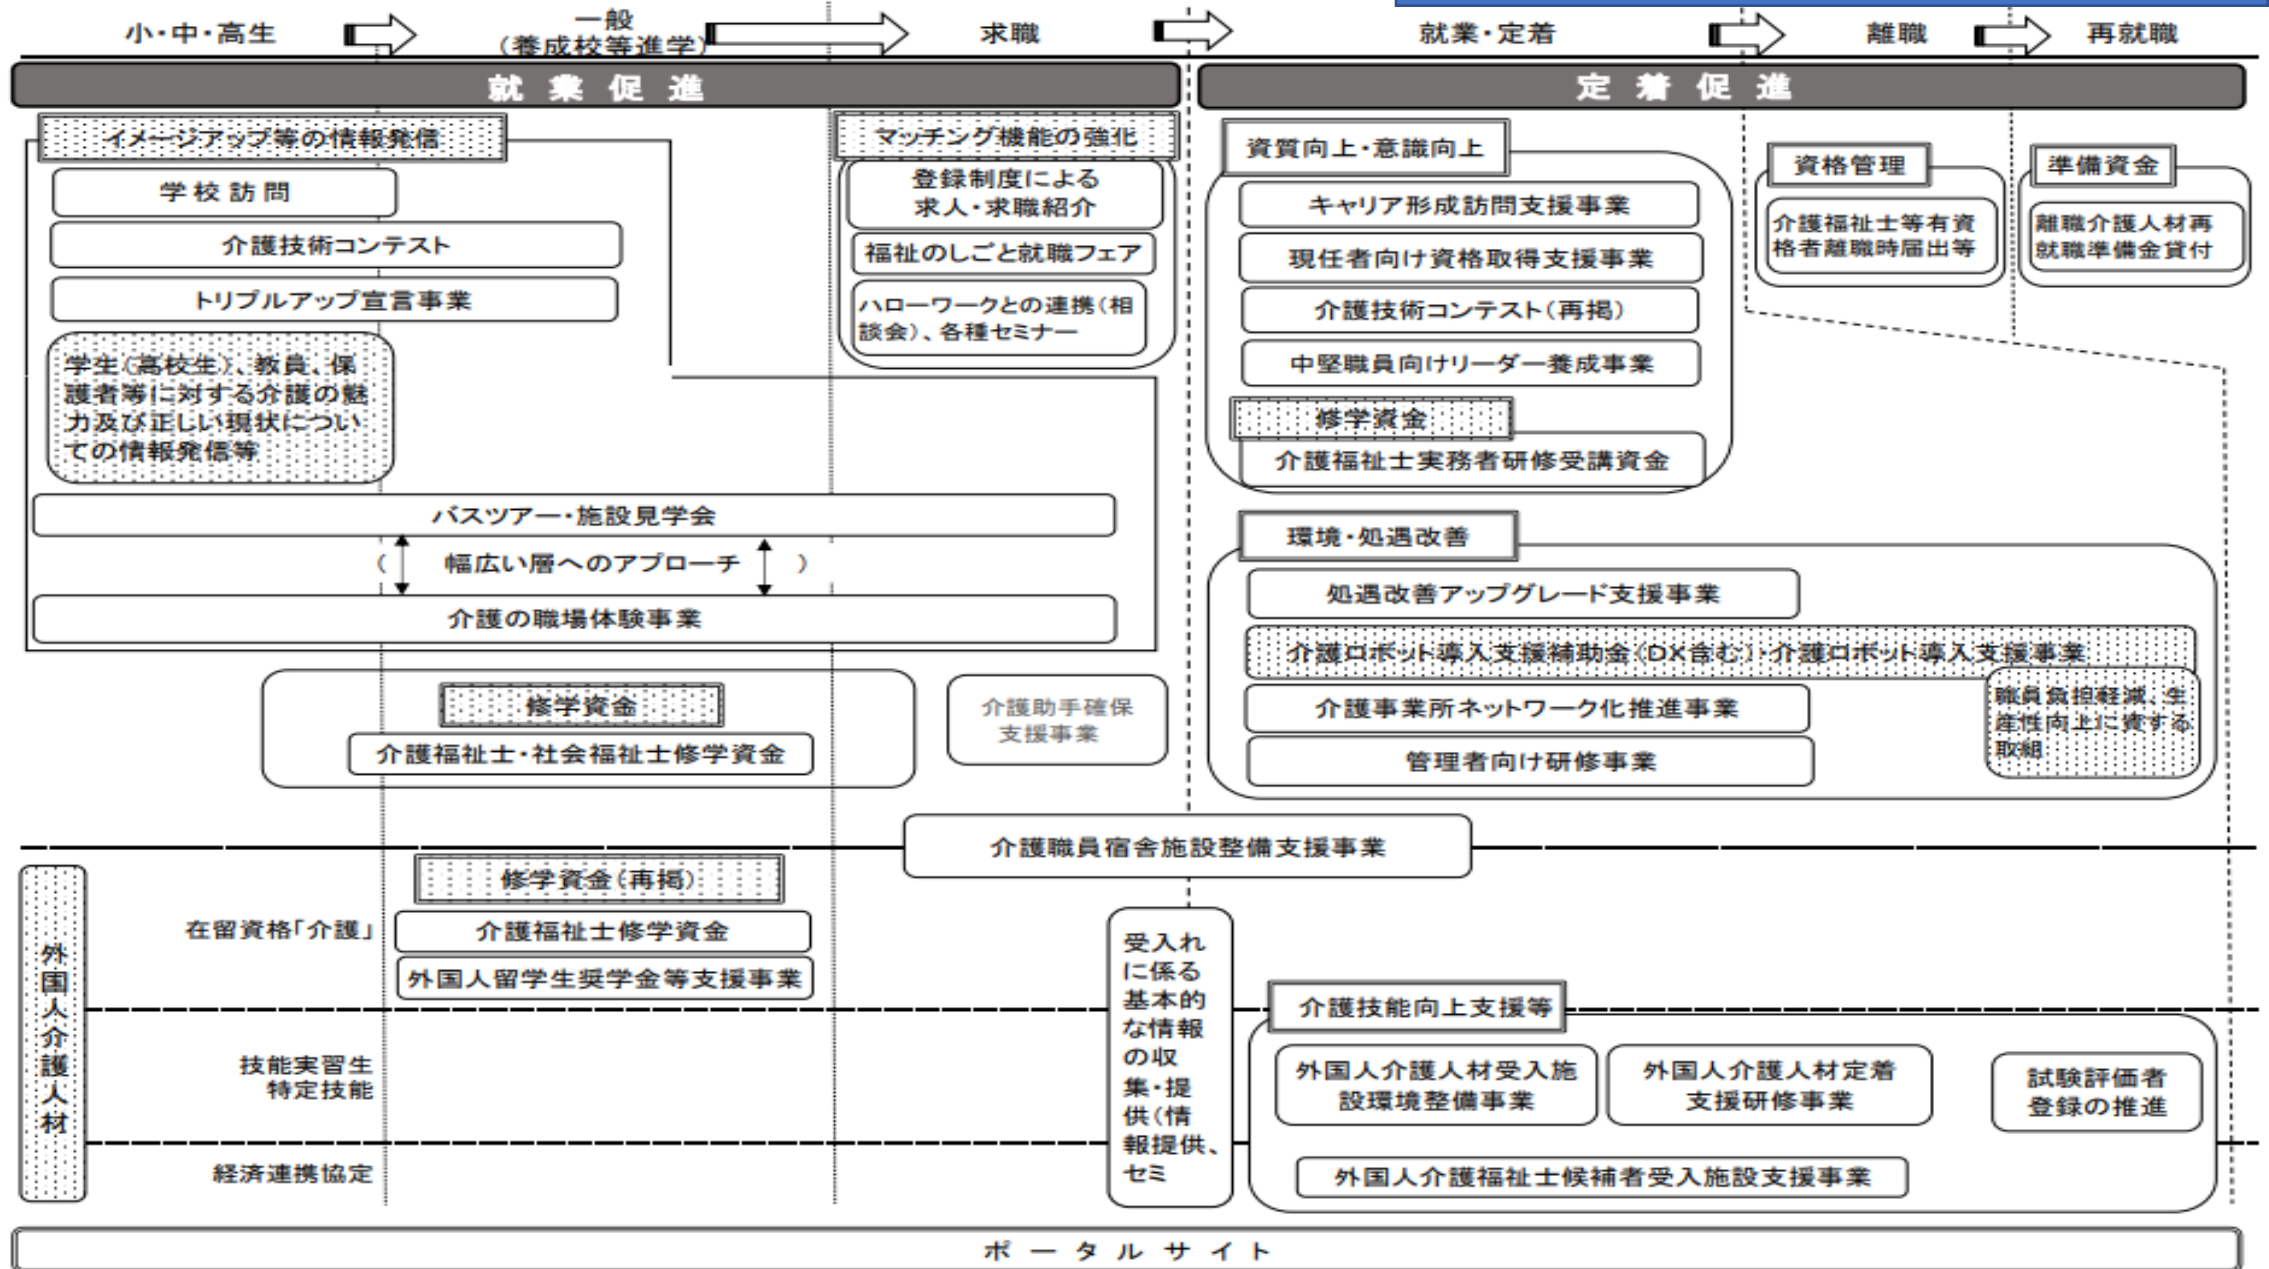 小・中・高生
一般
(養成校等進学)
求職
就業・定着
離職
再就職
就業促進
定着促進
イメージアップ等の情報発信
学校訪問
介護技術コンテスト
トリプルアップ宣言事業
学生(高校生)、教員、保
護者等に対する介護の魅
力及び正しい現状につい
ての情報発信等
マッチング機能の強化
登録制度による
求人・求職紹介
福祉のしごと就職フェア
ハローワークとの連携(相
談会)、各種セミナー
バスツアー・施設見学会
( 幅広い層へのアプローチ )
介護の職場体験事業
修学資金
介護福祉士・社会福祉士修学資金
介護助手確保
支援事業
資質向上・意識向上
キャリア形成訪問支援事業
現任者向け資格取得支援事業
介護技術コンテスト(再掲)
中堅職員向けリーダー養成事業
修学資金
介護福祉士実務者研修受講資金
資格管理
介護福祉士等有資
格者離職時届出等
準備資金
離職介護人材再
就職準備金貸付
環境・処遇改善
処遇改善アップグレード支援事業
介護ロボット導入支援補助金(DX含む)・介護ロボット導入支援事業
介護事業所ネットワーク化推進事業
管理者向け研修事業
職員負担軽減、生
産性向上に資する
取組
介護職員宿舎施設整備支援事業
外国人介護人材
在留資格「介護」
修学資金(再掲)
介護福祉士修学資金
外国人留学生奨学金等支援事業
技能実習生
特定技能
経済連携協定
受入れ
に係る
基本的
な情報
の収
集・提
供(情
報提供、
セミ
介護技能向上支援等
外国人介護人材受入施
設環境整備事業
外国人介護人材定着
支援研修事業
試験評価者
登録の推進
外国人介護福祉士候補者受入施設支援事業
ポータルサイト